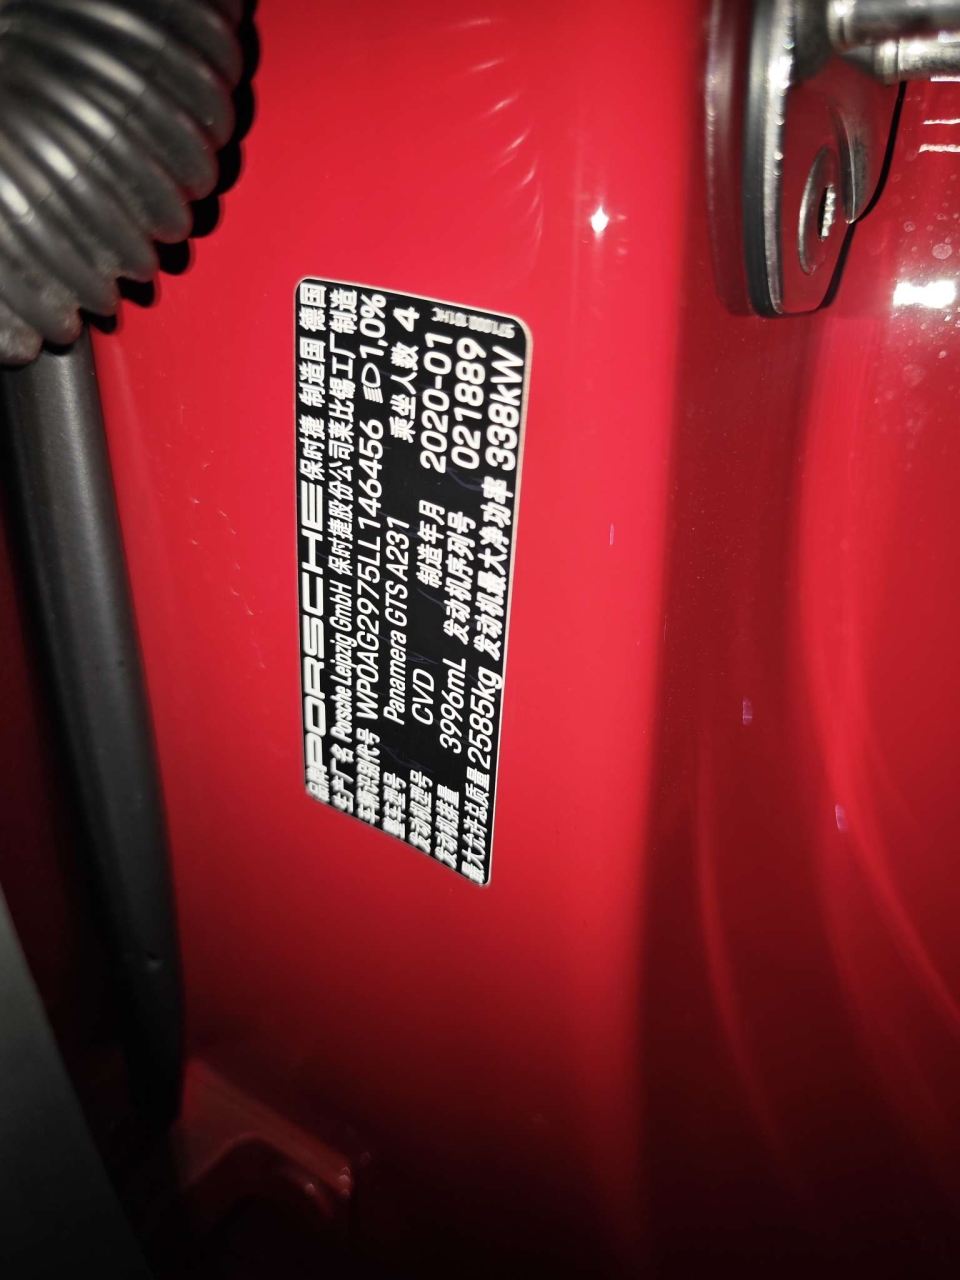 品牌 PORSCHE 保时捷 制造国 德国
生产厂名 Porsche Leipzig GmbH 保时捷股份公司莱比锡工厂制造
车辆识别代号 WP0AG2975LL146456 1,0%
整车型号 Panamera GTS A231 乘坐人数 4
发动机型号 CVD 制造年月 2020-01
发动机排量 3996mL 发动机序列号 021889
最大允许总质量 2585kg 发动机最大净功率 338kW